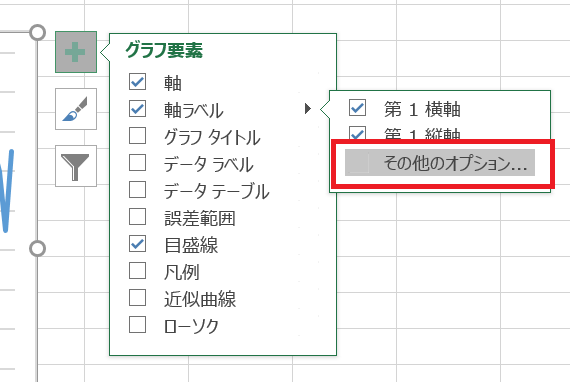 グラフ要素
軸
軸ラベル
グラフ タイトル
データ ラベル
データ テーブル
誤差範囲
目盛線
凡例
近似曲線
ローソク
第 1 横軸
第 1 縦軸
その他のオプション...